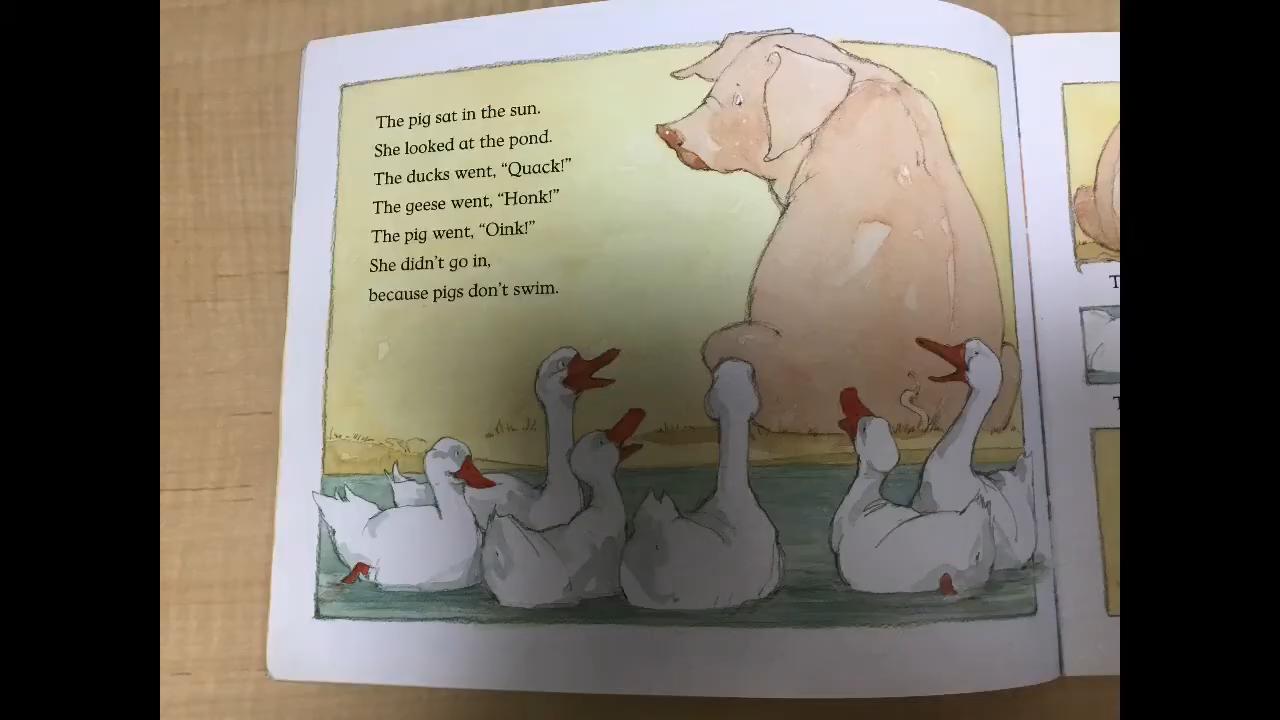 The pig sat in the sun.
She looked at the pond.
The ducks went, “Quack!”
The geese went, “Honk!”
The pig went, “Oink!”
She didn’t go in,
because pigs don’t swim.